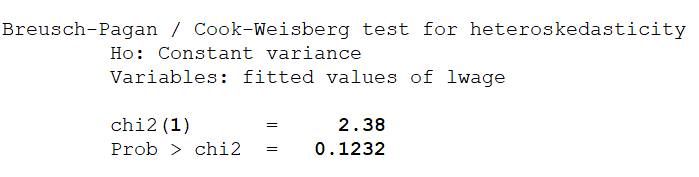 Breusch-Pagan / Cook-Weisberg test for heteroskedasticity
Ho: Constant variance
Variables: fitted values of lwage
chi2(1) = 2.38
Prob > chi2 = 0.1232